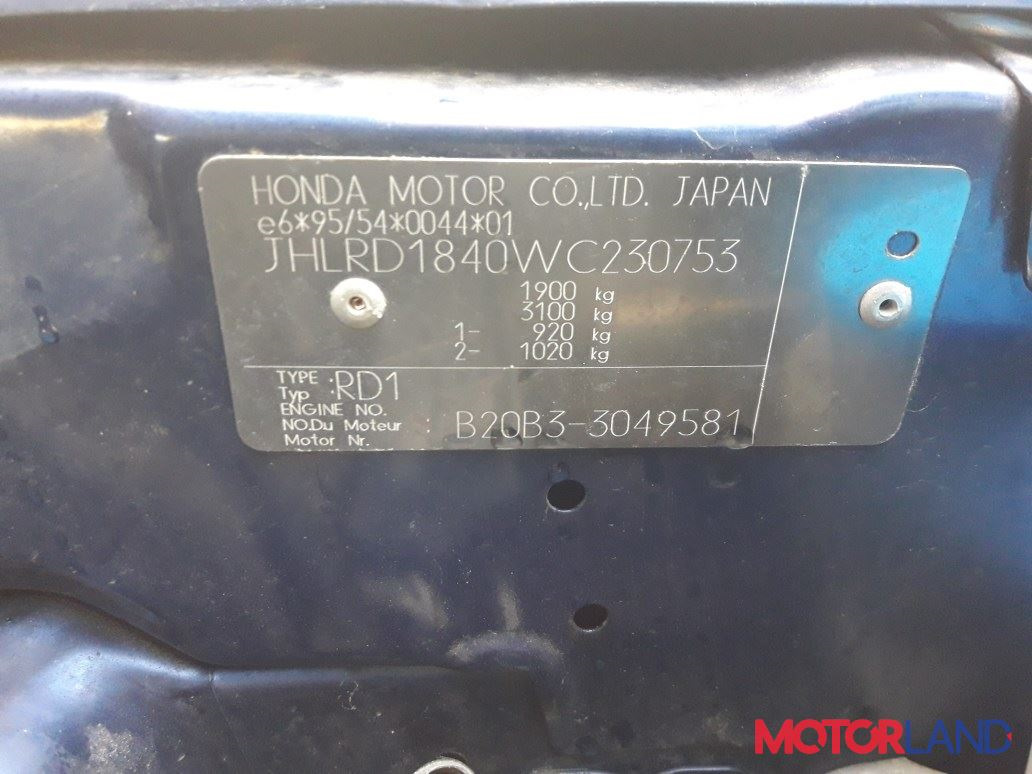 HONDA MOTOR CO.,LTD. JAPAN
e6*95/54*0044*01
JHLRD1840WC230753
1900 kg
3100 kg
1- 920 kg
2- 1020 kg
TYPE
Typ : RD1
ENGINE NO.
NO.Du Moteur : B20B3-3049581
Motor Nr.
MOTORLAND